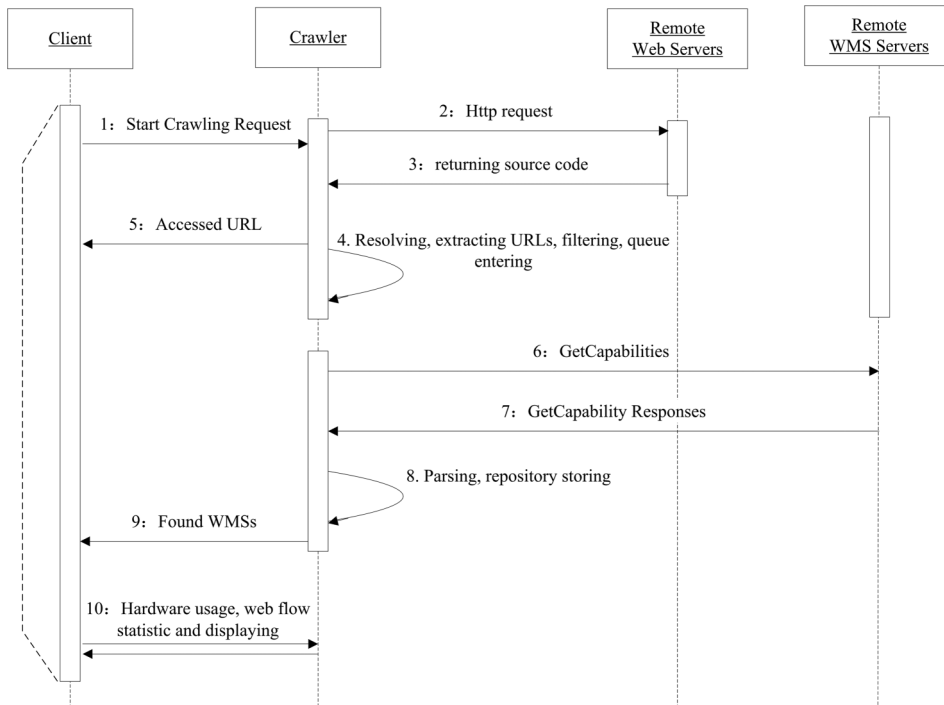 Client
Crawler
Remote
Web Servers
Remote
WMS Servers
1：Start Crawling Request
2：Http request
3：returning source code
5：Accessed URL
4. Resolving, extracting URLs, filtering, queue
entering
6：GetCapabilities
7：GetCapability Responses
8. Parsing, repository storing
9：Found WMSs
10：Hardware usage, web flow
statistic and displaying